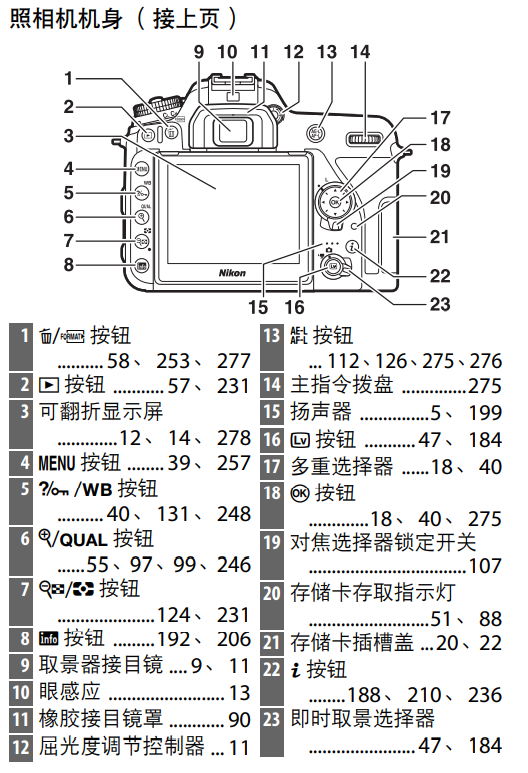 照相机机身（接上页）
9 10 11 12 13 14
1
2
3
4
5
6
7
8
17
18
19
20
21
22
23
15 16
MENU
WB
QUAL
info
OK
AE-L
AF-L
L
i
Lv
Nikon
1 /FORMAT 按钮
..........58、 253、 277
2 按钮 ..........57、 231
3 可翻折显示屏
.............12、 14、 278
4 MENU 按钮 ........39、 257
5 ?/WB 按钮
..........40、 131、 248
6 /QUAL 按钮
......55、97、99、246
7 / 按钮
.....................124、 231
8 info 按钮 .........192、 206
9 取景器接目镜 ....9、 11
10 眼感应 .........................13
11 橡胶接目镜罩 ............90
12 屈光度调节控制器 ... 11
13 AE-L AF-L 按钮
... 112、126、275、276
14 主指令拨盘 ................275
15 扬声器 ...............5、 199
16 Lv 按钮 ...........47、 184
17 多重选择器 ......18、 40
18 OK 按钮
.............18、 40、 275
19 对焦选择器锁定开关
..................................107
20 存储卡存取指示灯
..........................51、 88
21 存储卡插槽盖 ...20、22
22 i 按钮
........188、 210、 236
23 即时取景选择器
.......................47、 184